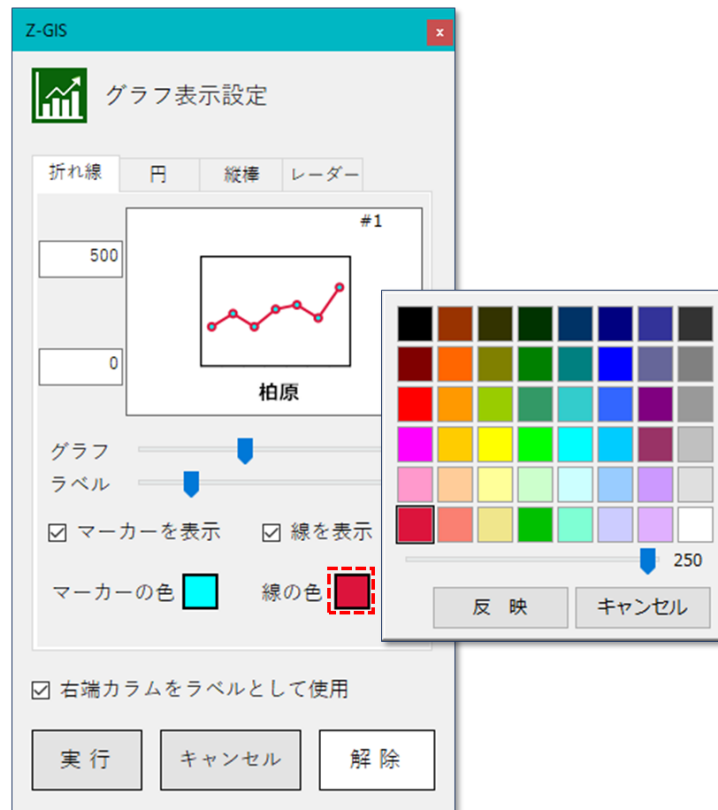 Z-GIS
x
グラフ表示設定
折れ線 円 縦棒 レーダー
#1
500
0
柏原
グラフ
ラベル
マーカーを表示 線を表示
マーカーの色 線の色
250
反 映 キャンセル
右端カラムをラベルとして使用
実 行 キャンセル 解 除